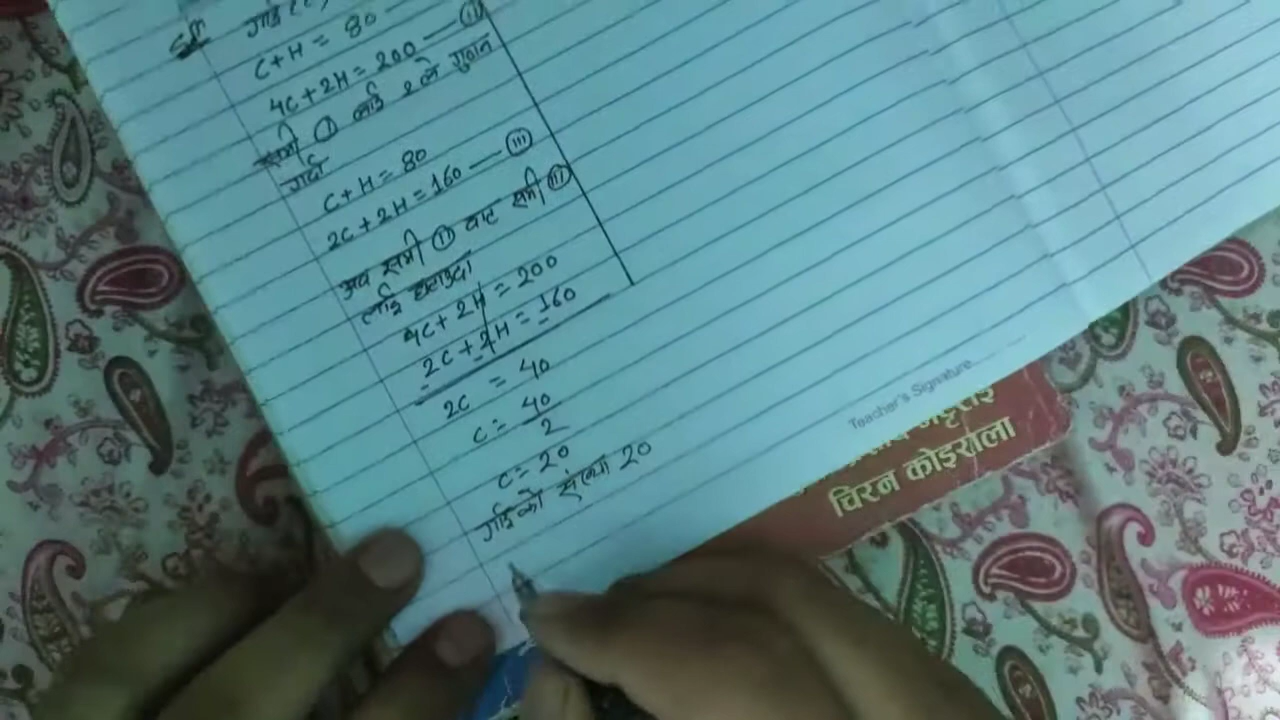 गाई (C)
C+H = 80
4C+2H = 200 — (ii)
समी (i) लाई 2 ले गुणन
गर्दा
C+H = 80
2C+2H = 160 — (iii)
अब समी (ii) बाट समी (iii)
लाई घटाउदा
4C+2H = 200
2C+2H = 160
- - -
2C = 40
C = 40
2
C = 20
गाईको संख्या 20
Teacher's Signature
चिरन कोइराला